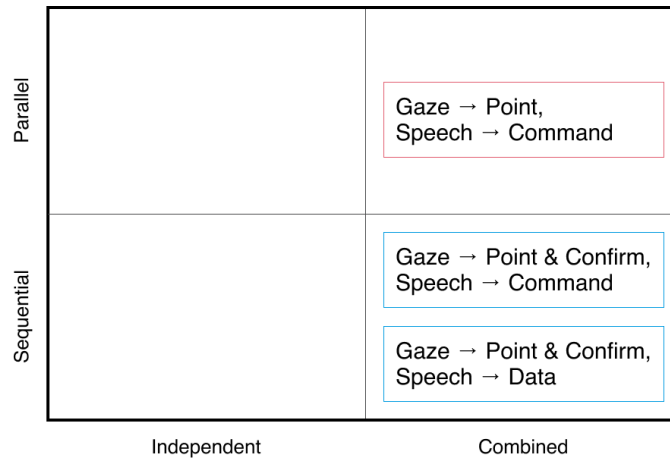 Parallel
Gaze → Point,
Speech → Command
Sequential
Gaze → Point & Confirm,
Speech → Command
Gaze → Point & Confirm,
Speech → Data
Independent
Combined